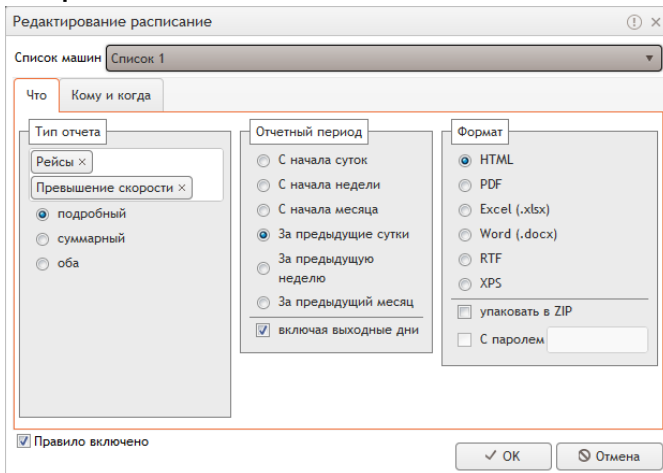 Редактирование расписание
Список машин Список 1
Что Кому и когда
Тип отчета
Рейсы ×
Превышение скорости ×
подробный
суммарный
оба
Отчетный период
С начала суток
С начала недели
С начала месяца
За предыдущие сутки
За предыдущую
неделю
За предыдущий месяц
включая выходные дни
Формат
HTML
PDF
Excel (.xlsx)
Word (.docx)
RTF
XPS
упаковать в ZIP
С паролем
Правило включено
OK Отмена